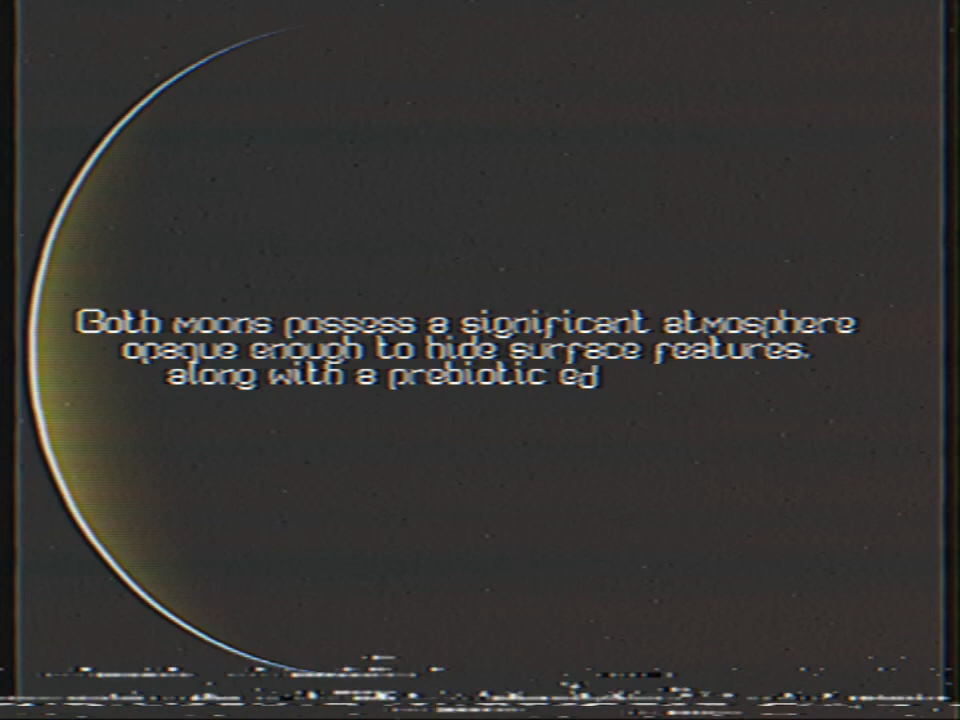 Both moons possess a significant atmosphere
opaque enough to hide surface features,
along with a prebiotic ed